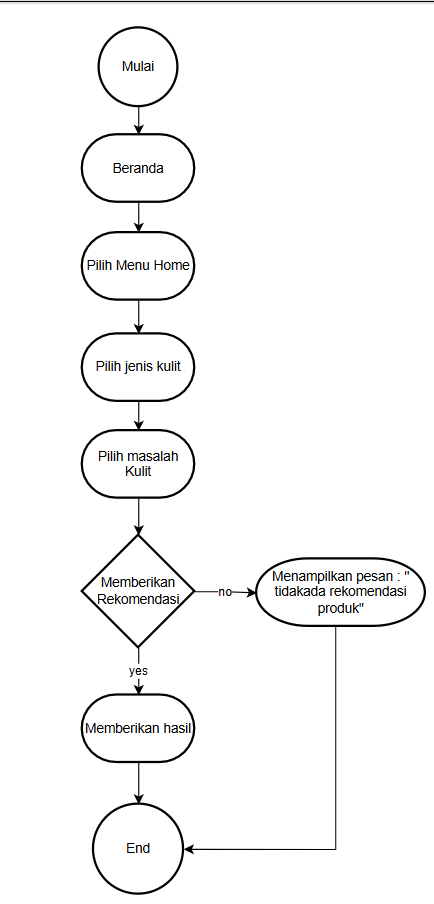 Mulai
Beranda
Pilih Menu Home
Pilih jenis kulit
Pilih masalah
Kulit
Memberikan
Rekomendasi
no
Menampilkan pesan : "
tidakada rekomendasi
produk"
yes
Memberikan hasil
End